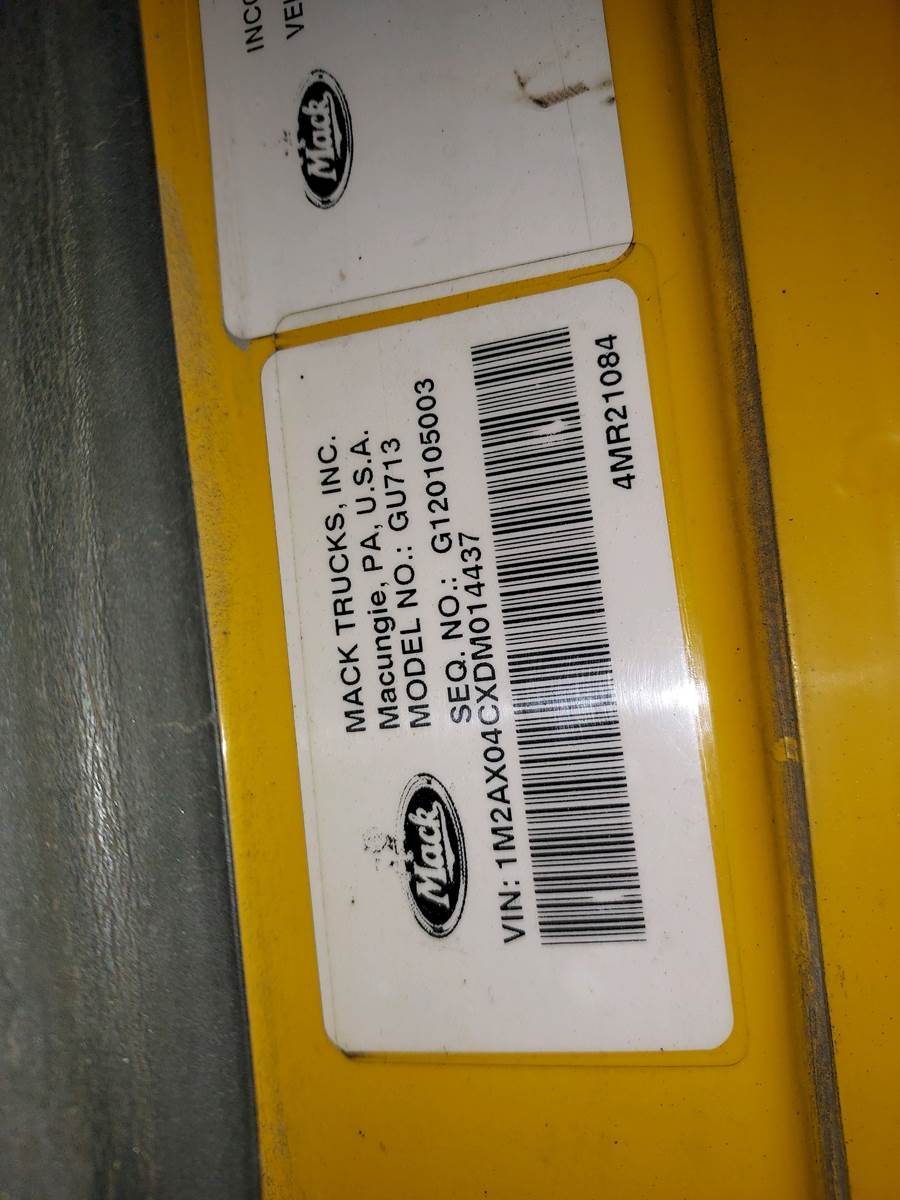 INC
VE
Mack
MACK TRUCKS, INC.
Macungie, PA, U.S.A.
MODEL NO.: GU713
SEQ. NO.: G120105003
Mack
VIN: 1M2AX04CXDM014437
4MR21084